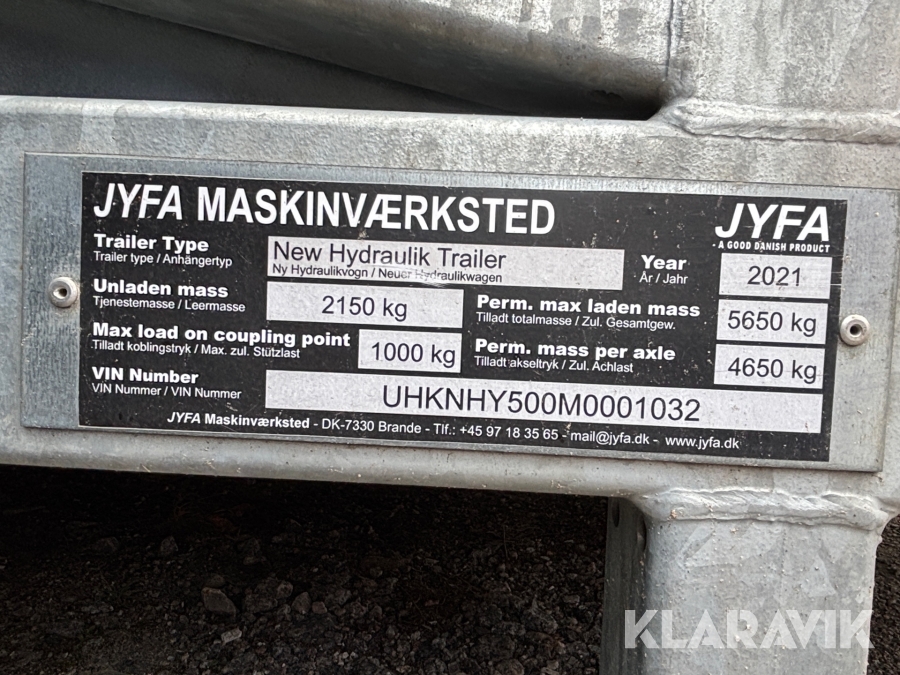 JYFA MASKINVÆRKSTED
JYFA
- A GOOD DANISH PRODUCT
Trailer Type
Trailer type / Anhängertyp
New Hydraulik Trailer
Ny Hydraulikvogn / Neuer Hydraulikwagen
Year
År / Jahr
2021
Unladen mass
Tjenestemasse / Leermasse
2150 kg
Perm. max laden mass
Tilladt totalmasse / Zul. Gesamtgew.
5650 kg
Max load on coupling point
Tilladt koblingstryk / Max. zul. Stützlast
1000 kg
Perm. mass per axle
Tilladt akseltryk / Zul. Achlast
4650 kg
VIN Number
VIN Nummer / VIN Nummer
UHKNHY500M0001032
JYFA Maskinværksted - DK-7330 Brande - Tlf.: +45 97 18 35 65 - mail@jyfa.dk - www.jyfa.dk
KLARAVIK